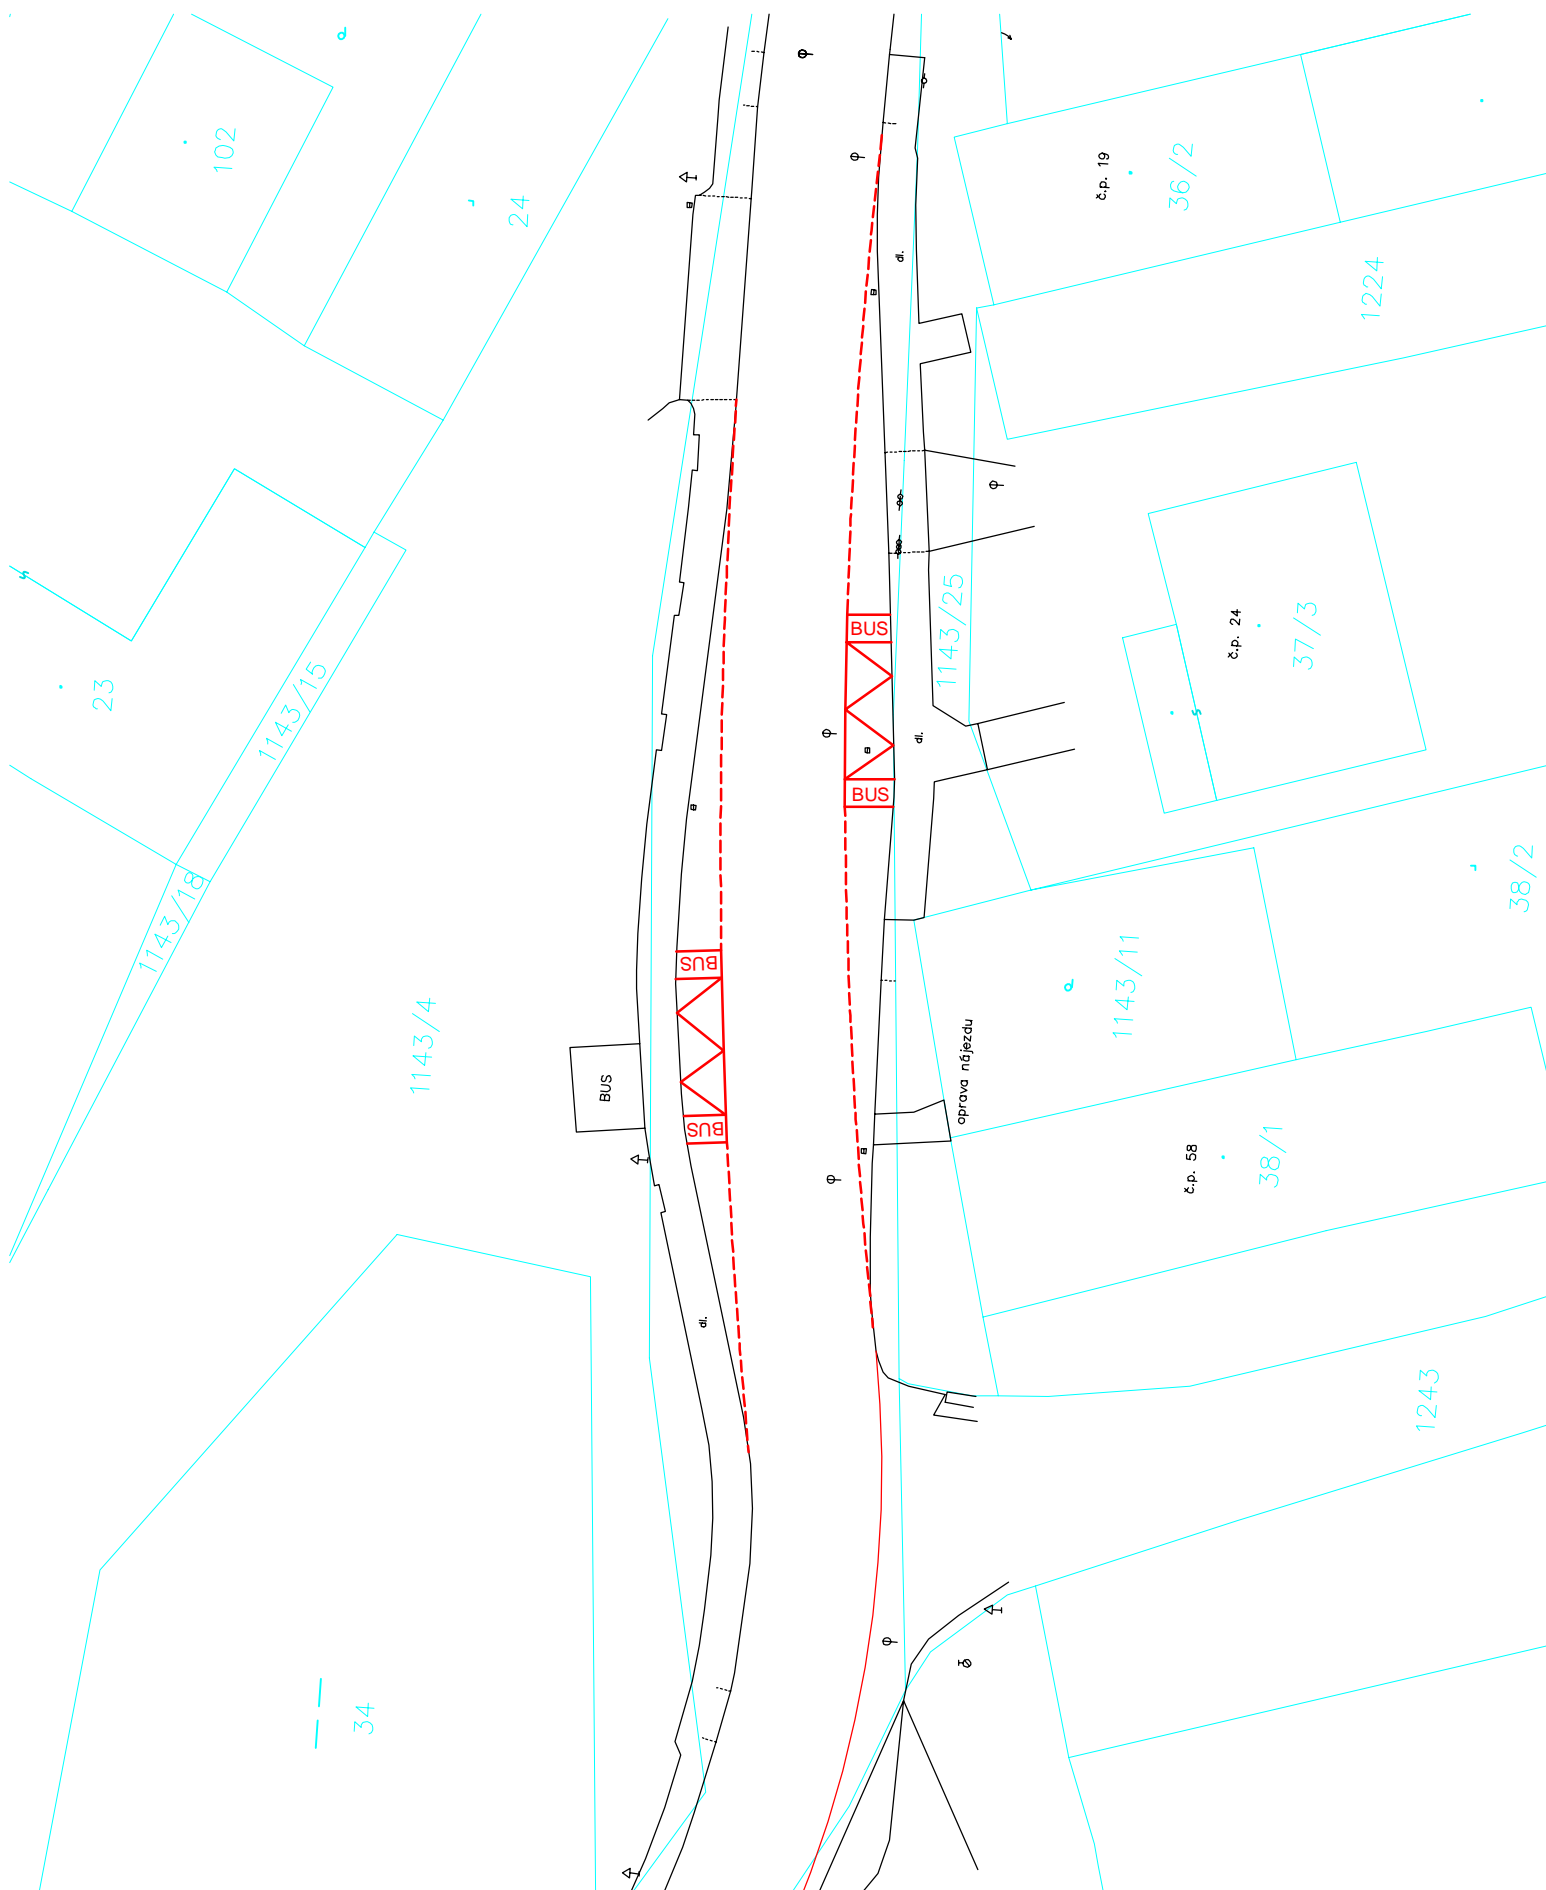 102
24
č.p. 19
36/2
dl.
1224
1143/25
BUS
č.p. 24
37/3
23
1143/15
dl.
BUS
1143/18
38/2
BUS
1143/11
1143/4
oprava nájezdu
BUS
BUS
č.p. 58
38/1
dl.
1243
34